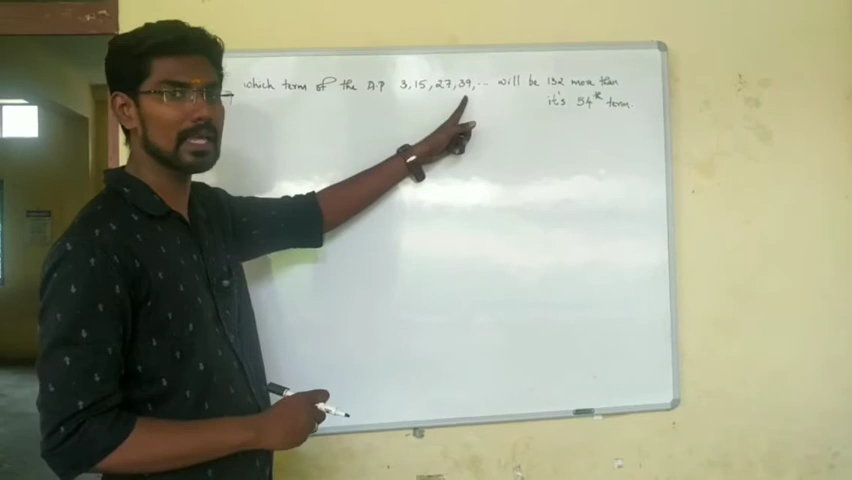 which term of the A.P 3,15,27,39,... will be 132 more than
it's 54th term